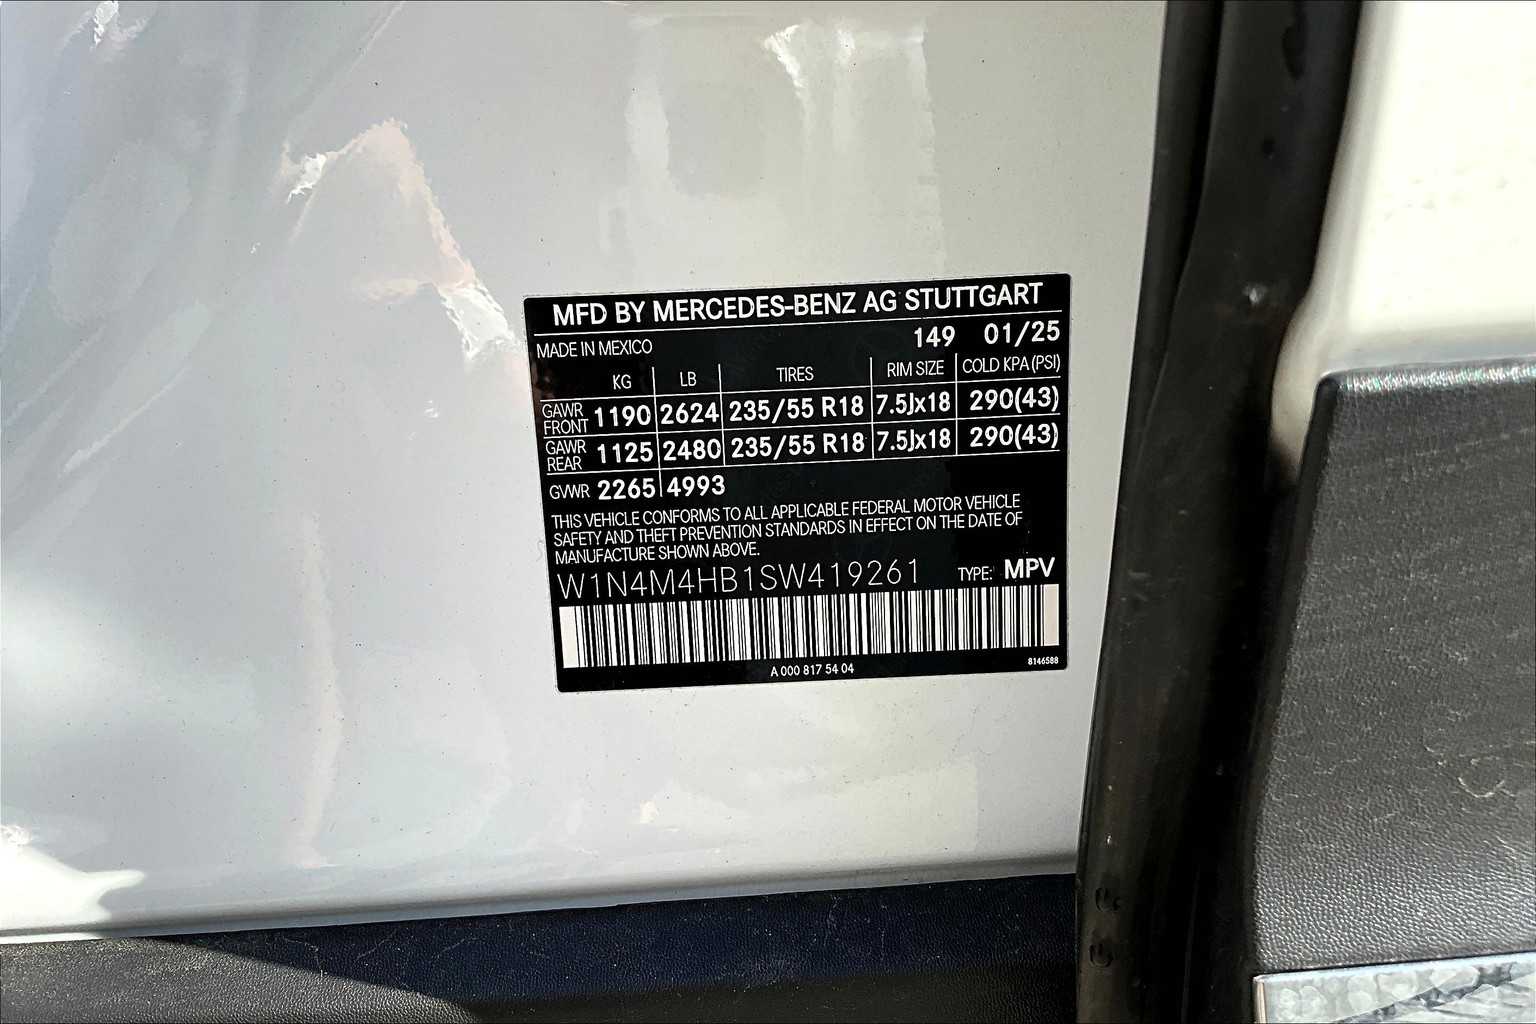 MFD BY MERCEDES-BENZ AG STUTTGART
MADE IN MEXICO 149 01/25
KG LB TIRES RIM SIZE COLD KPA (PSI)
GAWR FRONT 1190 2624 235/55 R18 7.5Jx18 290(43)
GAWR REAR 1125 2480 235/55 R18 7.5Jx18 290(43)
GVWR 2265 4993
THIS VEHICLE CONFORMS TO ALL APPLICABLE FEDERAL MOTOR VEHICLE
SAFETY AND THEFT PREVENTION STANDARDS IN EFFECT ON THE DATE OF
MANUFACTURE SHOWN ABOVE.
W1N4M4HB1SW419261 TYPE: MPV
A 000 817 54 04 8146588